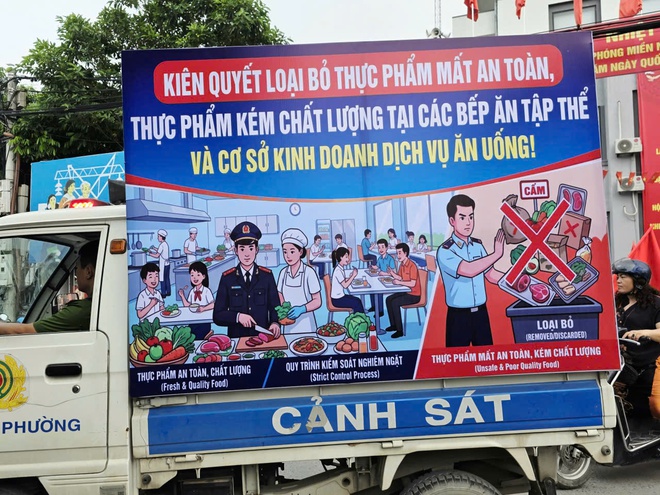 KIÊN QUYẾT LOẠI BỎ THỰC PHẨM MẤT AN TOÀN,
THỰC PHẨM KÉM CHẤT LƯỢNG TẠI CÁC BẾP ĂN TẬP THỂ
VÀ CƠ SỞ KINH DOANH DỊCH VỤ ĂN UỐNG!
CẤM
LOẠI BỎ
(REMOVED/DISCARDED)
THỰC PHẨM AN TOÀN, CHẤT LƯỢNG
(Fresh & Quality Food)
QUY TRÌNH KIỂM SOÁT NGHIÊM NGẶT
(Strict Control Process)
THỰC PHẨM MẤT AN TOÀN, KÉM CHẤT LƯỢNG
(Unsafe & Poor Quality Food)
CẢNH SÁT
PHƯỜNG
NHIỆT
PHÓNG MIỀN